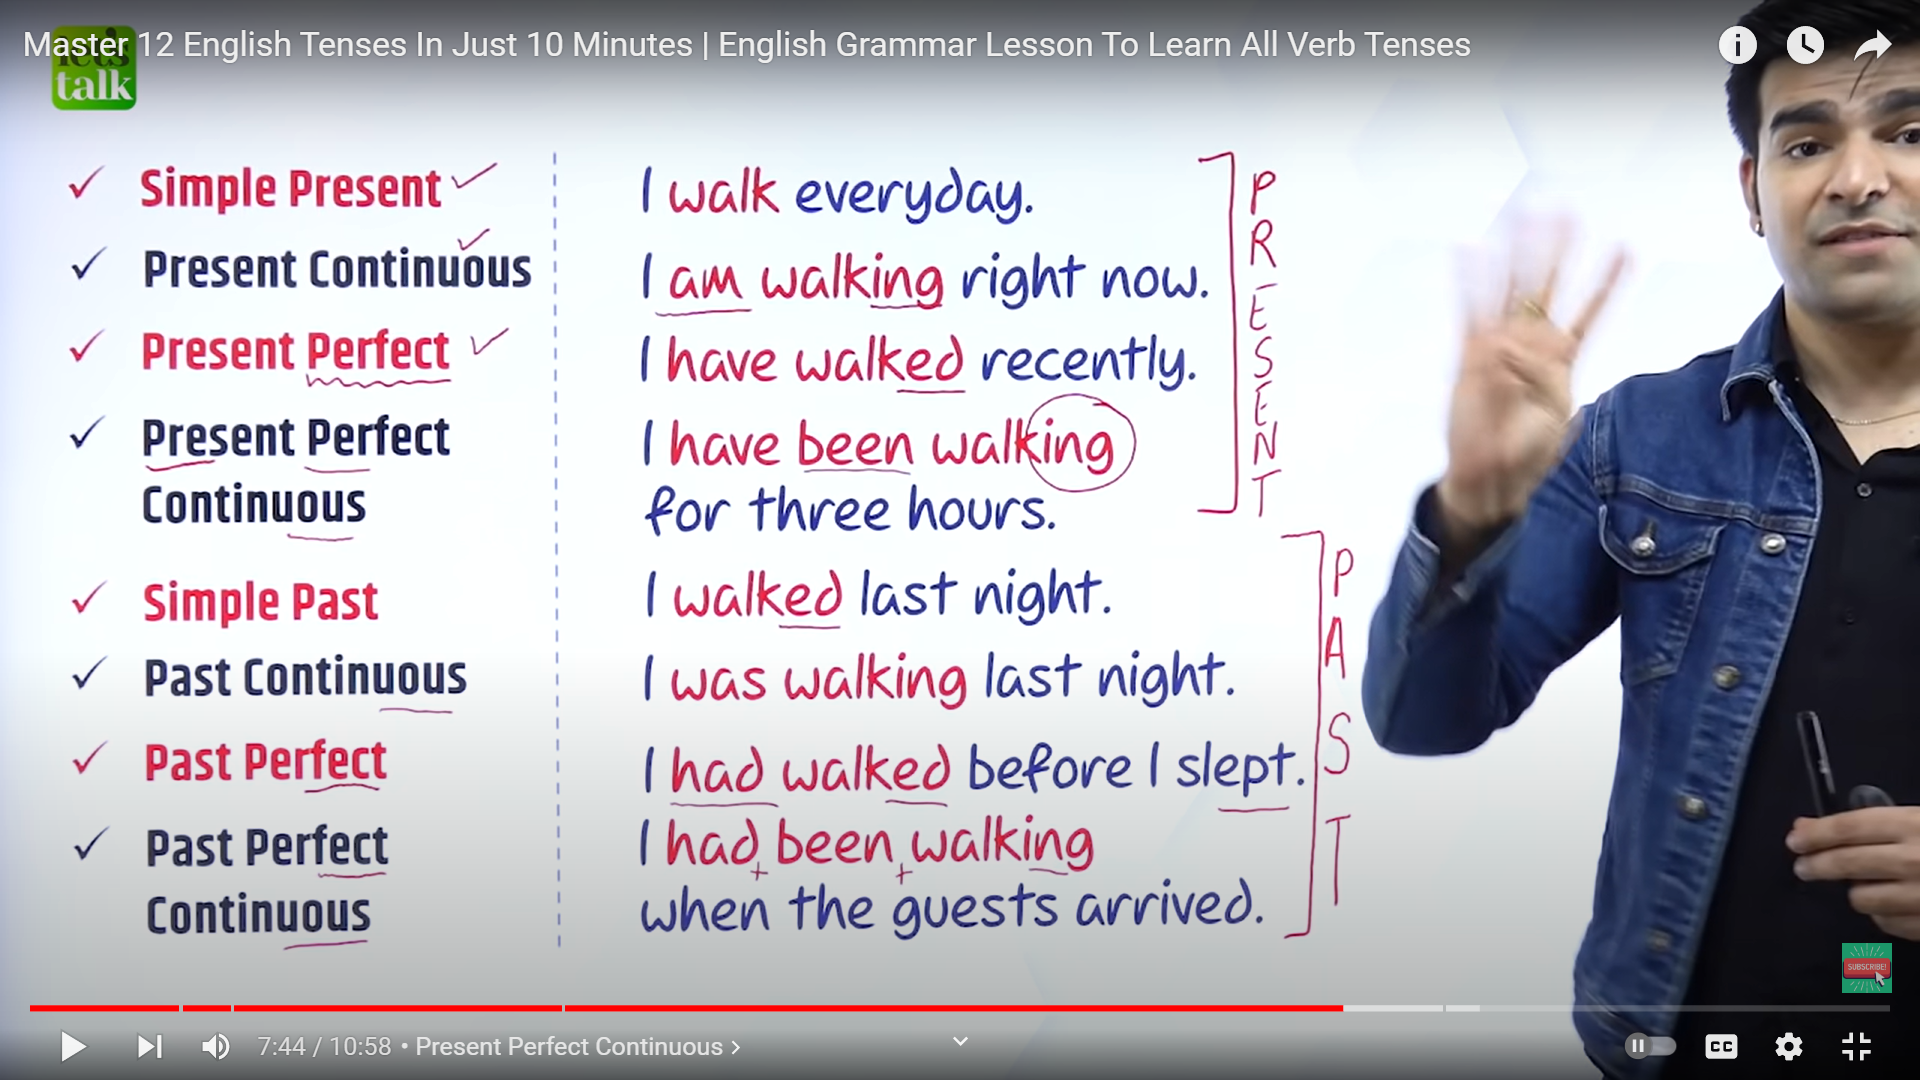 Master 12 English Tenses In Just 10 Minutes | English Grammar Lesson To Learn All Verb Tenses
let's
talk
Simple Present
I walk everyday.
Present Continuous
I am walking right now.
Present Perfect
I have walked recently.
Present Perfect
Continuous
I have been walking
for three hours.
PRESENT
Simple Past
I walked last night.
Past Continuous
I was walking last night.
Past Perfect
I had walked before I slept.
Past Perfect
Continuous
I had + been + walking
when the guests arrived.
PAST
SUBSCRIBE!
7:44 / 10:58 • Present Perfect Continuous >
CC